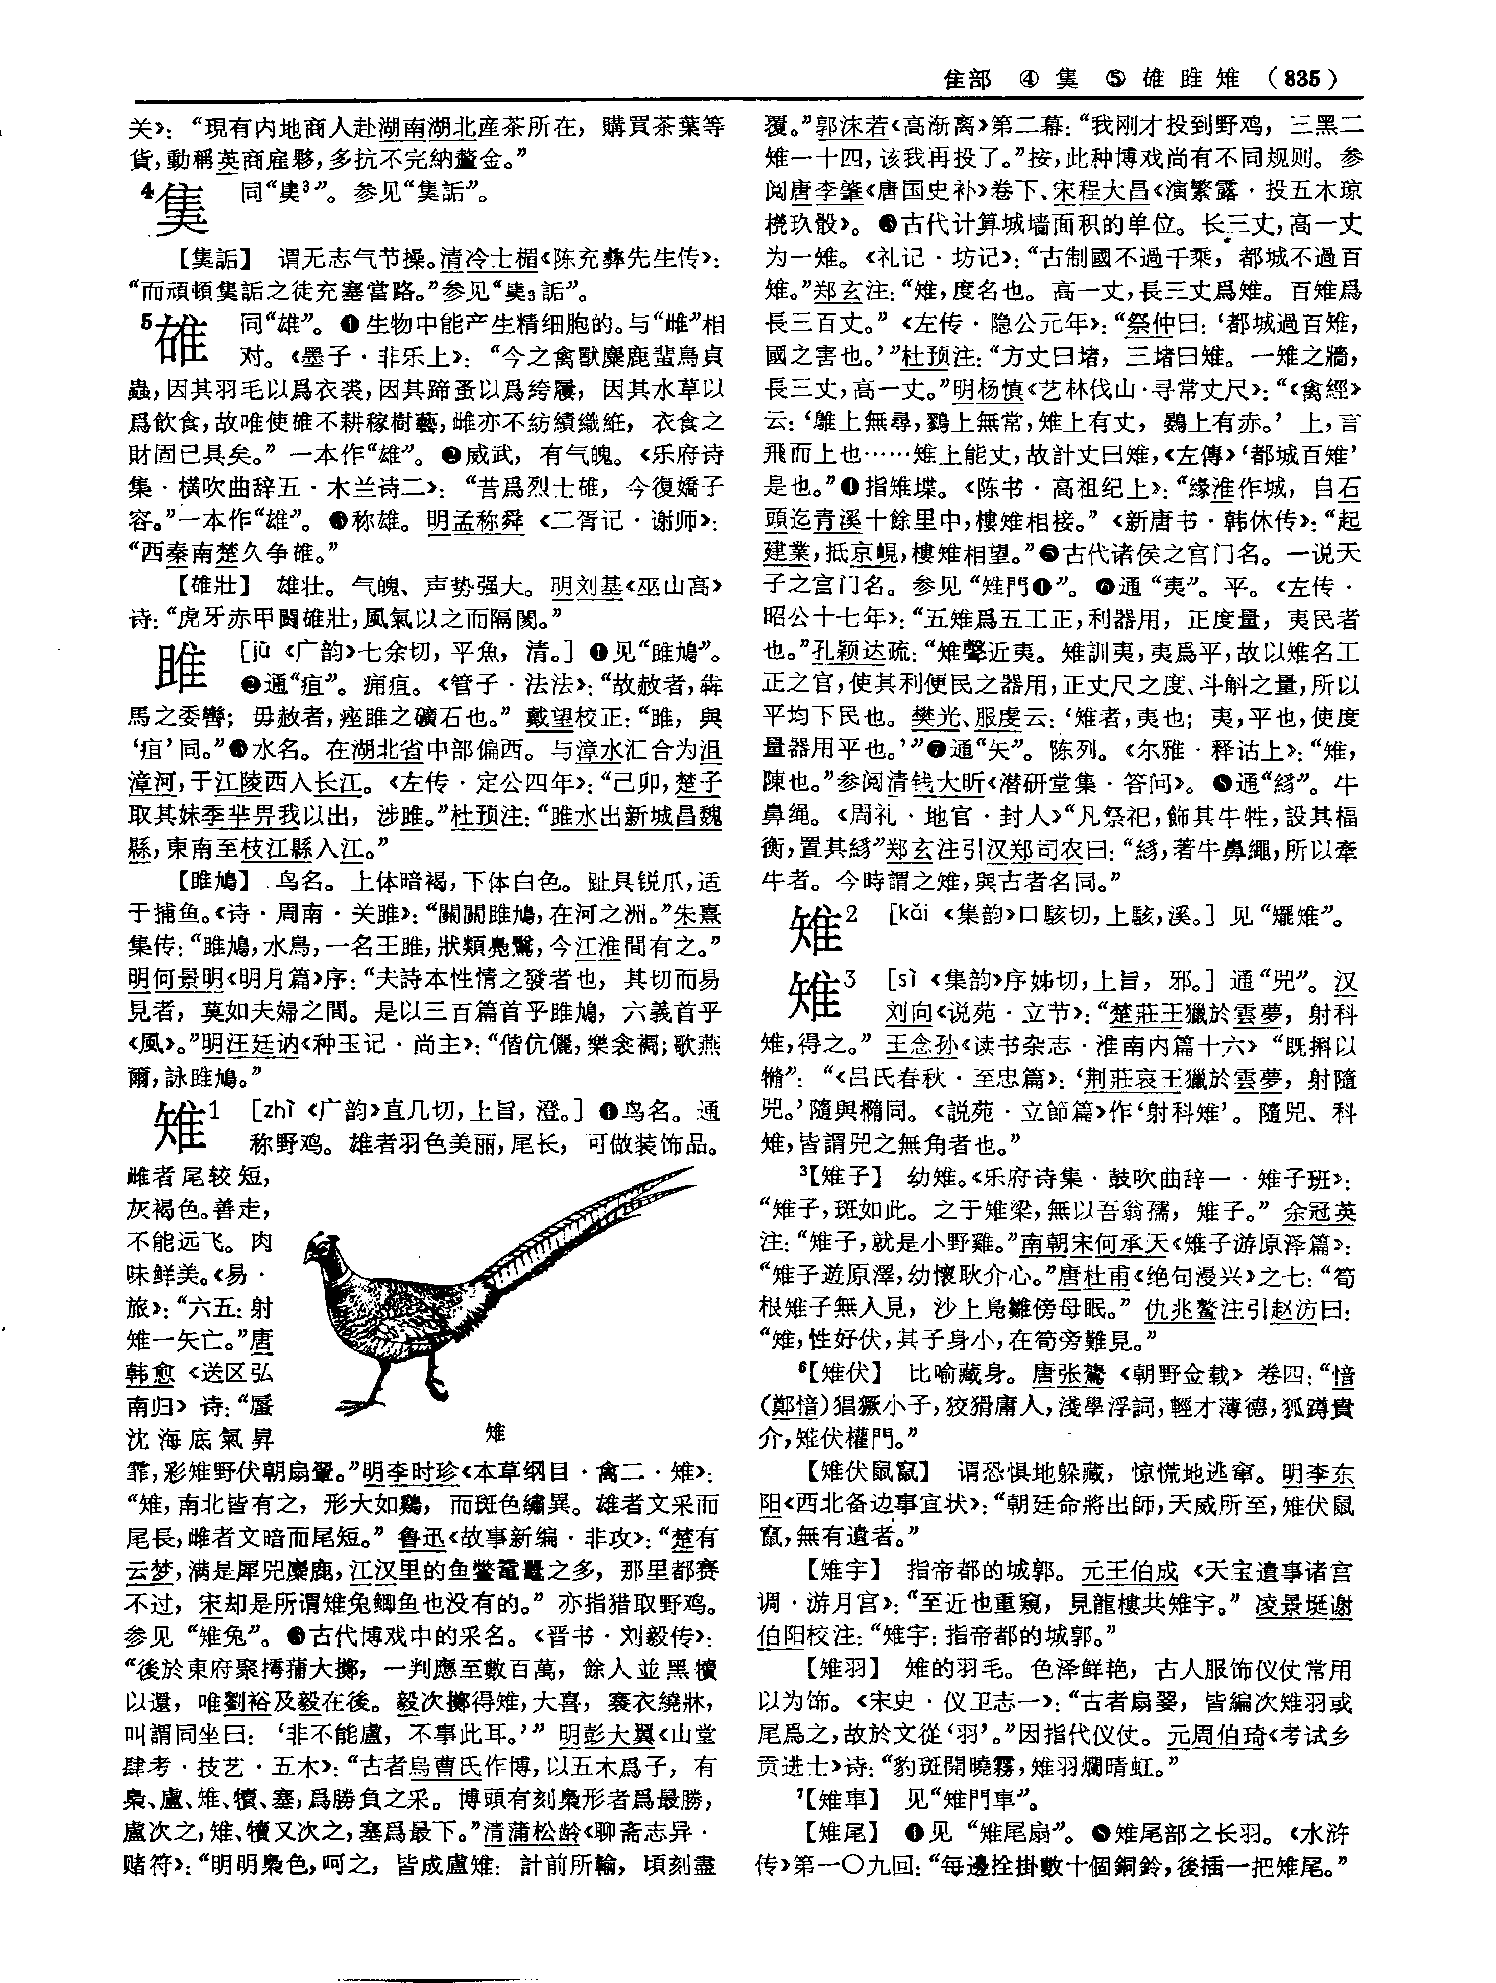 隹部 ④ 䧳 ⑤ 碓 雎 雉 (835)
关》：“現有内地商人赴湖南湖北產茶所在，購買茶葉等
貨，動稱英商雇夥，多抗不完納釐金。”
同“奊³”。参见“䧳詬”。
谓无志气节操。清冷士嵋《陈充彝先生传》：
5
同“雄”。❶生物中能产生精细胞的。与“雌”相
对。《墨子·非乐上》：“今之禽獸麋鹿蜚鳥貞
蟲，因其羽毛以爲衣裘，因其蹄蚤以爲絝屨，因其水草以
爲飲食，故唯使雄不耕稼樹藝，雌亦不紡績織紝，衣食之
財固已具矣。”一本作“雄”。❷威武，有气魄。《乐府诗
集·横吹曲辞五·木兰诗二》：“昔爲烈士雄，今復嬌子
容。”一本作“雄”。❸称雄。明孟称舜《二胥记·谢师》：
“西秦南楚久争雄。”
雄壮。气魄、声势强大。明刘基《巫山高》
诗：“虎牙赤甲鬭雄壯，風氣以之而隔閡。”
雎 [jū《广韵》七余切，平魚，清。]❶见“雎鳩”。
❷通“疽”。痈疽。《管子·法法》：“故赦者，犇
馬之委轡；毋赦者，痤雎之礦石也。”戴望校正：“雎，與
‘疽’同。”❸水名。在湖北省中部偏西。与漳水汇合为沮
漳河，于江陵西入长江。《左传·定公四年》：“己卯，楚子
取其妹季羋畀我以出，涉雎。”杜预注：“雎水出新城昌魏
縣，東南至枝江縣入江。”
【雎鳩】 鸟名。上体暗褐，下体白色。趾具锐爪，适
于捕鱼。《诗·周南·关雎》：“關關雎鳩，在河之洲。”朱熹
集传：“雎鳩，水鳥，一名王雎，狀類鳧鷖，今江淮間有之。”
明何景明《明月篇》序：“夫詩本性情之發者也，其切而易
見者，莫如夫婦之間。是以三百篇首乎雎鳩，六義首乎
《風》。”明汪廷讷《种玉记·尚主》：“偕伉儷，樂衾裯；歌燕
爾，詠雎鳩。”
雉1 [zhì《广韵》直几切，上旨，澄。]❶鸟名。通
称野鸡。雄者羽色美丽，尾长，可做装饰品。
雌者尾较短，
灰褐色。善走，
不能远飞。肉
味鲜美。《易·
旅》：“六五：射
雉一矢亡。”唐
韩愈《送区弘
南归》诗：“蜃
沈海底氣昇
霏，彩雉野伏朝扇翬。”明李时珍《本草纲目·禽二·雉》：
“雉，南北皆有之，形大如鷄，而斑色繡異。雄者文采而
尾長，雌者文暗而尾短。”鲁迅《故事新编·非攻》：“楚有
云梦，满是犀兕麋鹿，江汉里的鱼鳖鼋鼍之多，那里都赛
不过，宋却是所谓雉兔鲫鱼也没有的。”亦指猎取野鸡。
参见“雉兔”。❷古代博戏中的采名。《晋书·刘毅传》：
“後於東府聚摴蒱大擲，一判應至數百萬，餘人並黑犢
以還，唯劉裕及毅在後。毅次擲得雉，大喜，褰衣繞牀，
叫謂同坐曰：‘非不能盧，不事此耳。’”明彭大翼《山堂
肆考·技艺·五木》：“古者烏曹氏作博，以五木爲子，有
梟、盧、雉、犢、塞，爲勝負之采。博頭有刻梟形者爲最勝，
盧次之，雉、犢又次之，塞爲最下。”清蒲松龄《聊斋志异·
赌符》：“明明梟色，呵之，皆成盧雉：計前所輸，頃刻盡
雉
覆。”郭沫若《高渐离》第二幕：“我刚才投到野鸡，三黑二
雉一十四，该我再投了。”按，此种博戏尚有不同规则。参
阅唐李肇《唐国史补》卷下、宋程大昌《演繁露·投五木琼
㯮玖骰》。❸古代计算城墙面积的单位。长三丈，高一丈
为一雉。《礼记·坊记》：“古制國不過千乘，都城不過百
雉。”郑玄注：“雉，度名也。高一丈，長三丈爲雉。百雉爲
長三百丈。”《左传·隐公元年》：“祭仲曰：‘都城過百雉，
國之害也。’”杜预注：“方丈曰堵，三堵曰雉。一雉之牆，
長三丈，高一丈。”明杨慎《艺林伐山·寻常丈尺》：“《禽經》
云：‘雕上無尋，鷚上無常，雉上有丈，鷃上有赤。’上，言
飛而上也……雉上能丈，故計丈曰雉，《左傳》‘都城百雉’
是也。”❹指雉堞。《陈书·高祖纪上》：“緣淮作城，自石
頭迄青溪十餘里中，樓雉相接。”《新唐书·韩休传》：“起
建業，抵京峴，樓雉相望。”❺古代诸侯之宫门名。一说天
子之宫门名。参见“雉門❶”。❻通“夷”。平。《左传·
昭公十七年》：“五雉爲五工正，利器用，正度量，夷民者
也。”孔颖达疏：“雉聲近夷。雉訓夷，夷爲平，故以雉名工
正之官，使其利便民之器用，正丈尺之度、斗斛之量，所以
平均下民也。樊光、服虔云：‘雉者，夷也；夷，平也，使度
量器用平也。’”❼通“矢”。陈列。《尔雅·释诂上》：“雉，
陳也。”参阅清钱大昕《潜研堂集·答问》。❽通“絼”。牛
鼻绳。《周礼·地官·封人》“凡祭祀，飾其牛牲，設其楅
衡，置其絼”郑玄注引汉郑司农曰：“絼，著牛鼻繩，所以牽
牛者。今時謂之雉，與古者名同。”
雉2 [kǎi《集韵》口駭切，上駭，溪。]见“㸉雉”。
雉3 [sì《集韵》序姊切，上旨，邪。]通“兕”。汉
刘向《说苑·立节》：“楚莊王獵於雲夢，射科
雉，得之。”王念孙《读书杂志·淮南内篇十六》“既㓝以
㨊”：“《吕氏春秋·至忠篇》：‘荆莊哀王獵於雲夢，射隨
兕。’隨與橢同。《説苑·立節篇》作‘射科雉’。隨兕、科
雉，皆謂兕之無角者也。”
³【雉子】 幼雉。《乐府诗集·鼓吹曲辞一·雉子班》：
“雉子，斑如此。之于雉梁，無以吾翁孺，雉子。”余冠英
注：“雉子，就是小野雞。”南朝宋何承天《雉子游原泽篇》：
“雉子遊原澤，幼懷耿介心。”唐杜甫《绝句漫兴》之七：“筍
根雉子無人見，沙上鳧雛傍母眠。”仇兆鳌注引赵汸曰：
“雉，性好伏，其子身小，在筍旁難見。”
⁶【雉伏】 比喻藏身。唐张鷟《朝野佥载》卷四：“愔
(鄭愔)猖獗小子，狡猾庸人，淺學浮詞，輕才薄德，狐蹲貴
介，雉伏權門。”
【雉伏鼠竄】 谓恐惧地躲藏，惊慌地逃窜。明李东
阳《西北备边事宜状》：“朝廷命將出師，天威所至，雉伏鼠
竄，無有遺者。”
【雉字】 指帝都的城郭。元王伯成《天宝遗事诸宫
调·游月宫》：“至近也重窺，見龍樓共雉字。”凌景埏谢
伯阳校注：“雉字：指帝都的城郭。”
【雉羽】 雉的羽毛。色泽鲜艳，古人服饰仪仗常用
以为饰。《宋史·仪卫志一》：“古者扇翣，皆編次雉羽或
尾爲之，故於文從‘羽’。”因指代仪仗。元周伯琦《考试乡
贡进士》诗：“豹斑開曉霧，雉羽爛晴虹。”
⁷【雉車】 见“雉門車”。
【雉尾】 ❶见“雉尾扇”。❷雉尾部之长羽。《水浒
传》第一〇九回：“每邊拴掛數十個銅鈴，後插一把雉尾。”